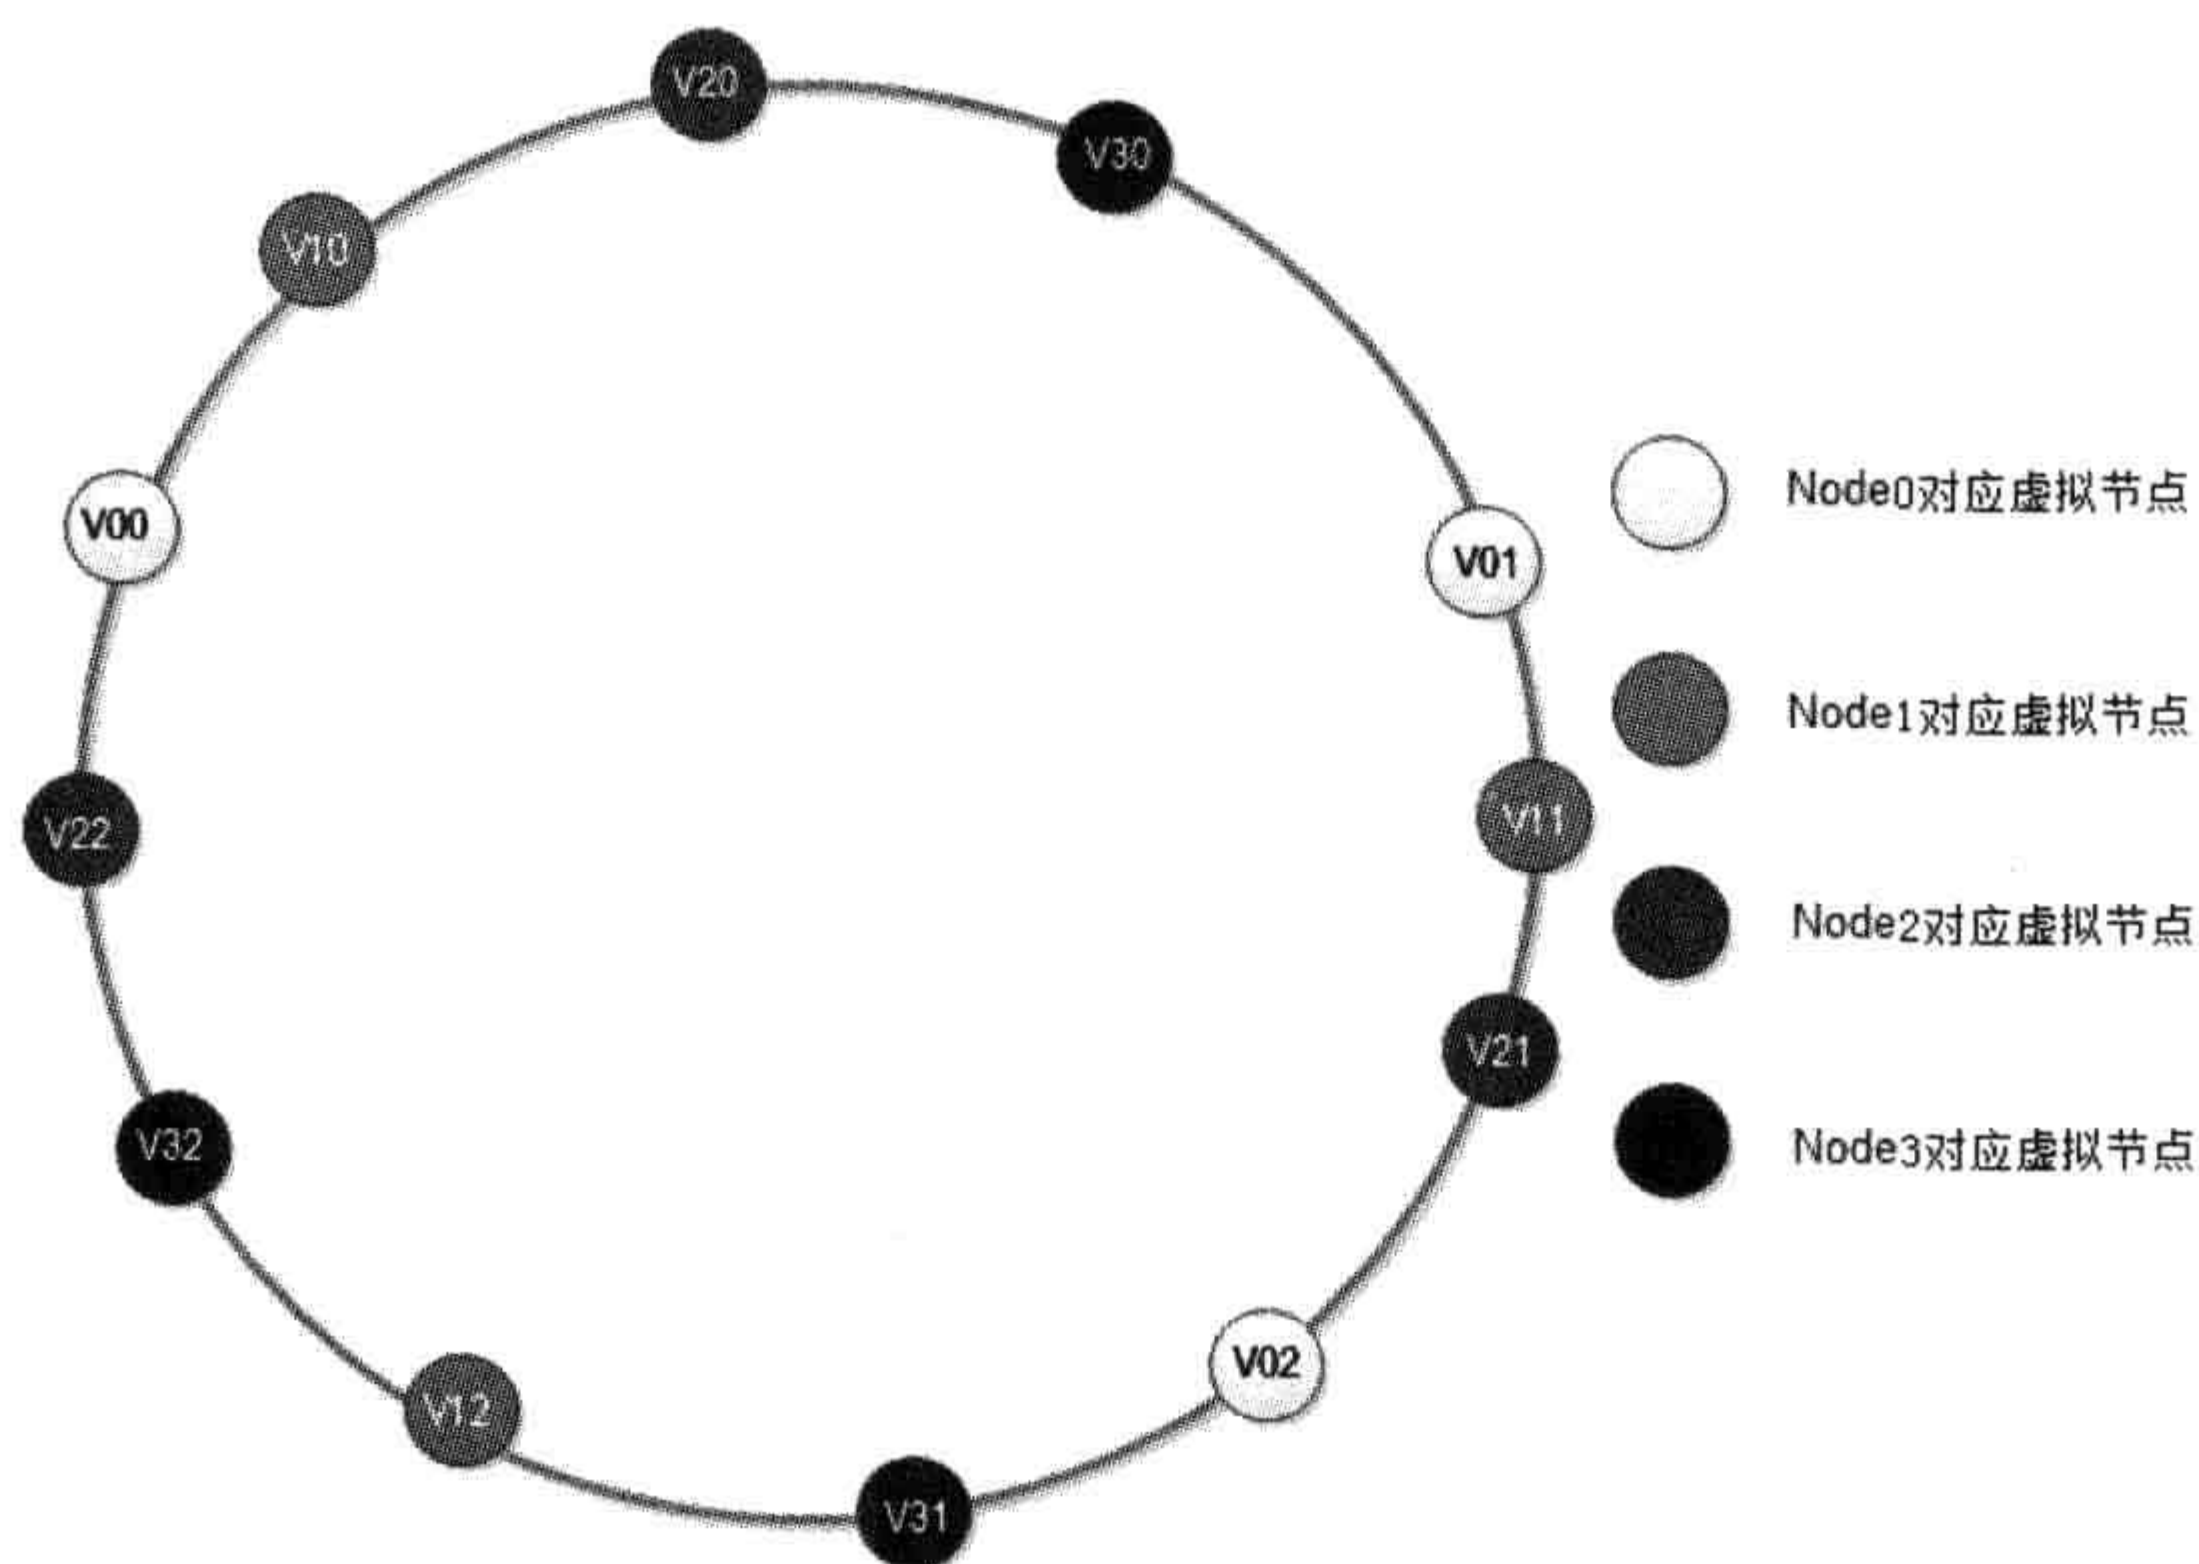 V20
V30
V10
V00
V01
Node0对应虚拟节点
Node1对应虚拟节点
V22
V11
Node2对应虚拟节点
V21
V32
Node3对应虚拟节点
V02
V12
V31